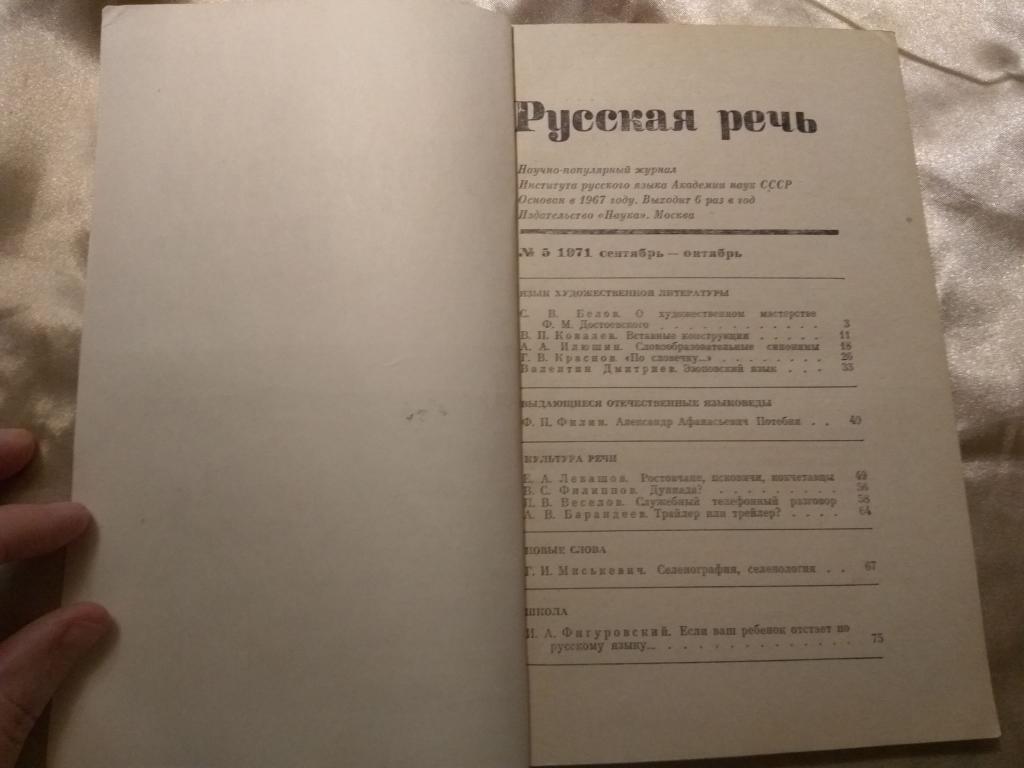 Русская речь
Научно-популярный журнал
Института русского языка Академии наук СССР
Основан в 1967 году. Выходит 6 раз в год
Издательство «Наука». Москва
№ 5 1971 сентябрь — октябрь
ЯЗЫК ХУДОЖЕСТВЕННОЙ ЛИТЕРАТУРЫ
С. В. Белов. О художественном мастерстве
Ф. М. Достоевского . . . . . . . . . . . . 3
В. П. Ковалев. Вставные конструкции . . . . . 11
А. А. Илюшин. Словообразовательные синонимы 18
Г. В. Краснов. «По словечку...» . . . . . . . . 26
Валентин Дмитриев. Эзоповский язык . . . 33
ВЫДАЮЩИЕСЯ ОТЕЧЕСТВЕННЫЕ ЯЗЫКОВЕДЫ
Ф. П. Филин. Александр Афанасьевич Потебня . . 40
КУЛЬТУРА РЕЧИ
Е. А. Левашов. Ростовчане, псковичи, кокчетавцы 49
В. С. Филиппов. Дуплада? . . . . . . . . . 56
П. В. Веселов. Служебный телефонный разговор 58
А. В. Барандеев. Трайлер или трейлер? . . . . 64
НОВЫЕ СЛОВА
Г. И. Миськевич. Селенография, селенология . . 67
ШКОЛА
И. А. Фигуровский. Если ваш ребенок отстает по
русскому языку... . . . . . . . . . . . . . 75